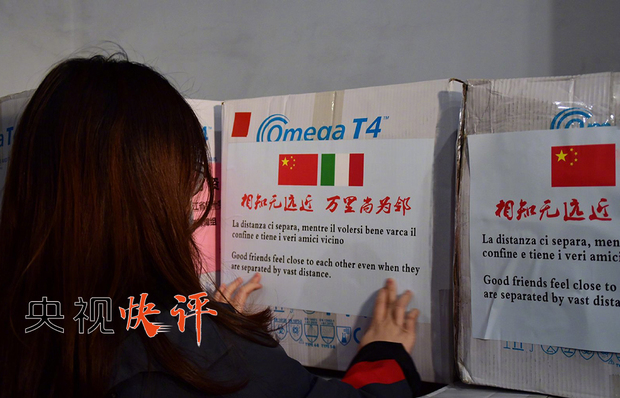 Omega T4™
相知无远近 万里尚为邻
La distanza ci separa, mentre il volersi bene varca il
confine e tiene i veri amici vicino
Good friends feel close to each other even when they
are separated by vast distance.
相知无远近
La distanza ci separa,
confine e tiene i veri amici
Good friends feel close to
are separated by vast
央视快评